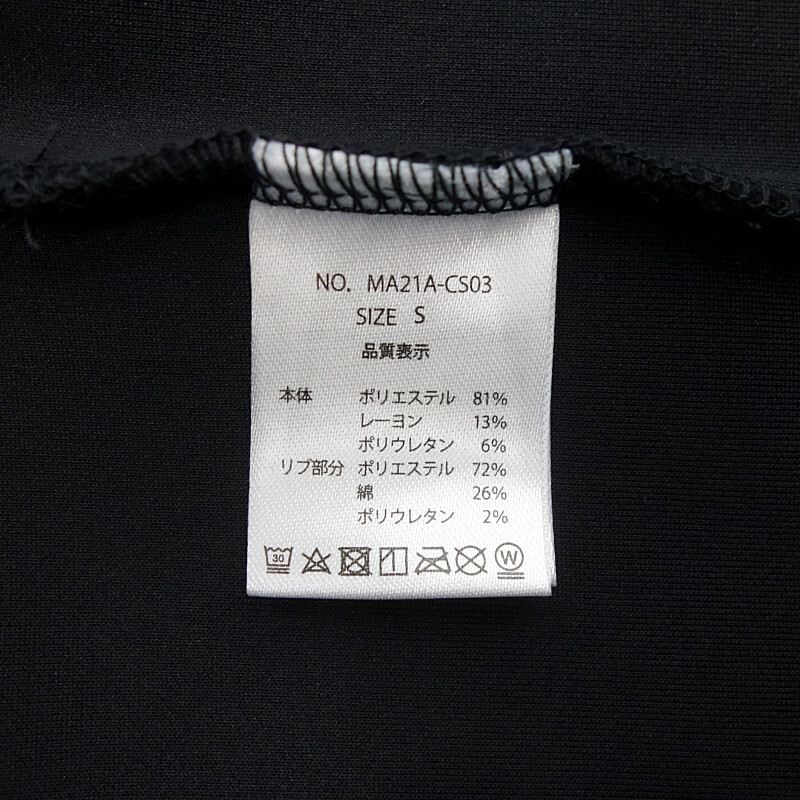 NO. MA21A-CS03
SIZE S
品質表示
本体 ポリエステル 81%
レーヨン 13%
ポリウレタン 6%
リブ部分 ポリエステル 72%
綿 26%
ポリウレタン 2%
30 W